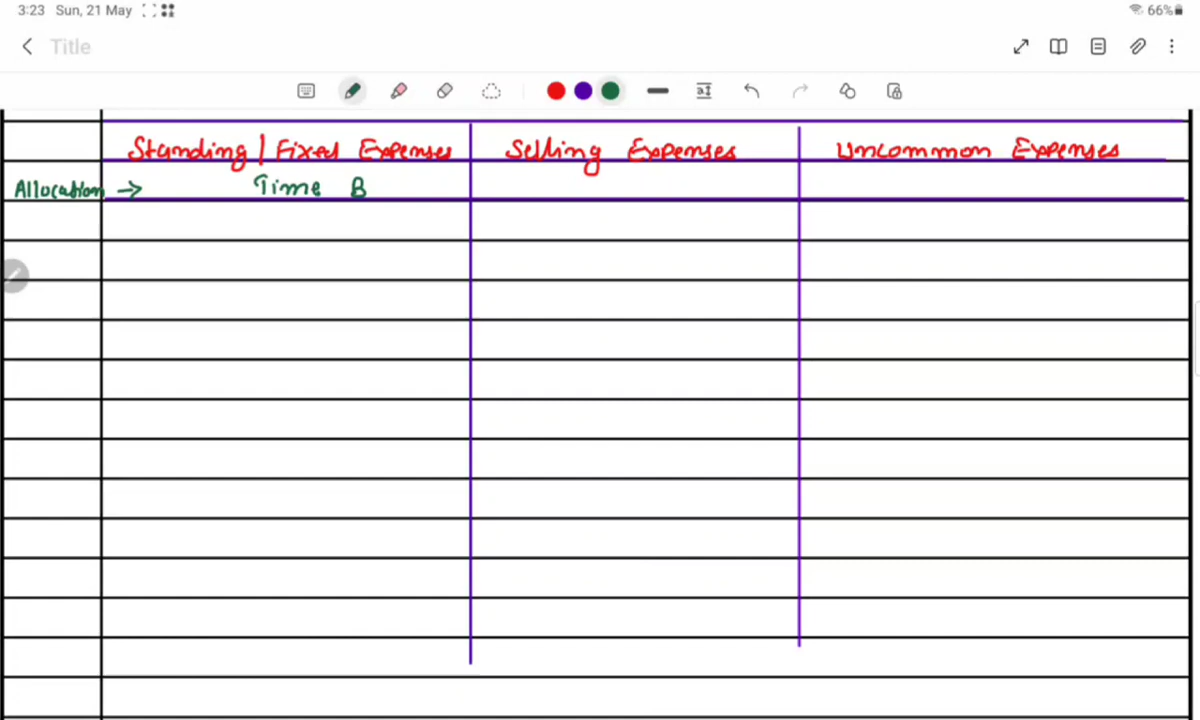 3:23 Sun, 21 May
66%
Title
Standing | Fixed Expenses Selling Expenses Uncommon Expenses
Allocation → Time B